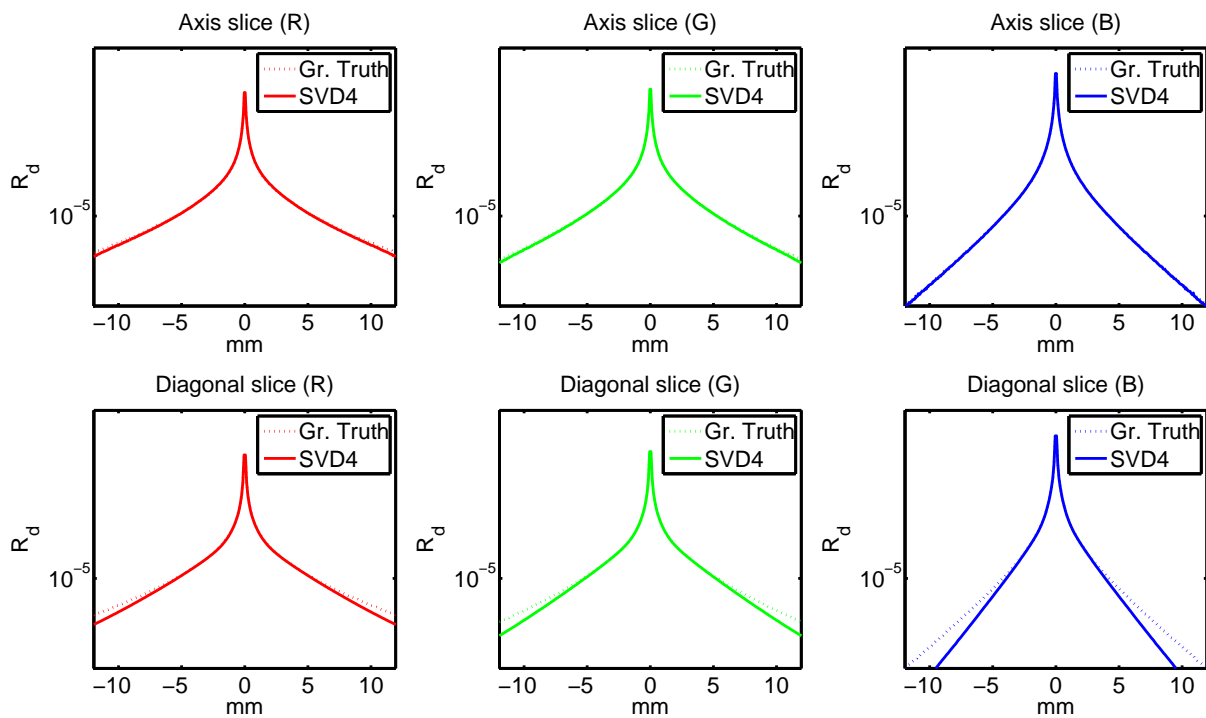 Axis slice (R)
Gr. Truth
SVD4
R_d
10^-5
−10 −5 0 5 10
mm
Axis slice (G)
Gr. Truth
SVD4
R_d
10^-5
−10 −5 0 5 10
mm
Axis slice (B)
Gr. Truth
SVD4
R_d
10^-5
−10 −5 0 5 10
mm
Diagonal slice (R)
Gr. Truth
SVD4
R_d
10^-5
−10 −5 0 5 10
mm
Diagonal slice (G)
Gr. Truth
SVD4
R_d
10^-5
−10 −5 0 5 10
mm
Diagonal slice (B)
Gr. Truth
SVD4
R_d
10^-5
−10 −5 0 5 10
mm